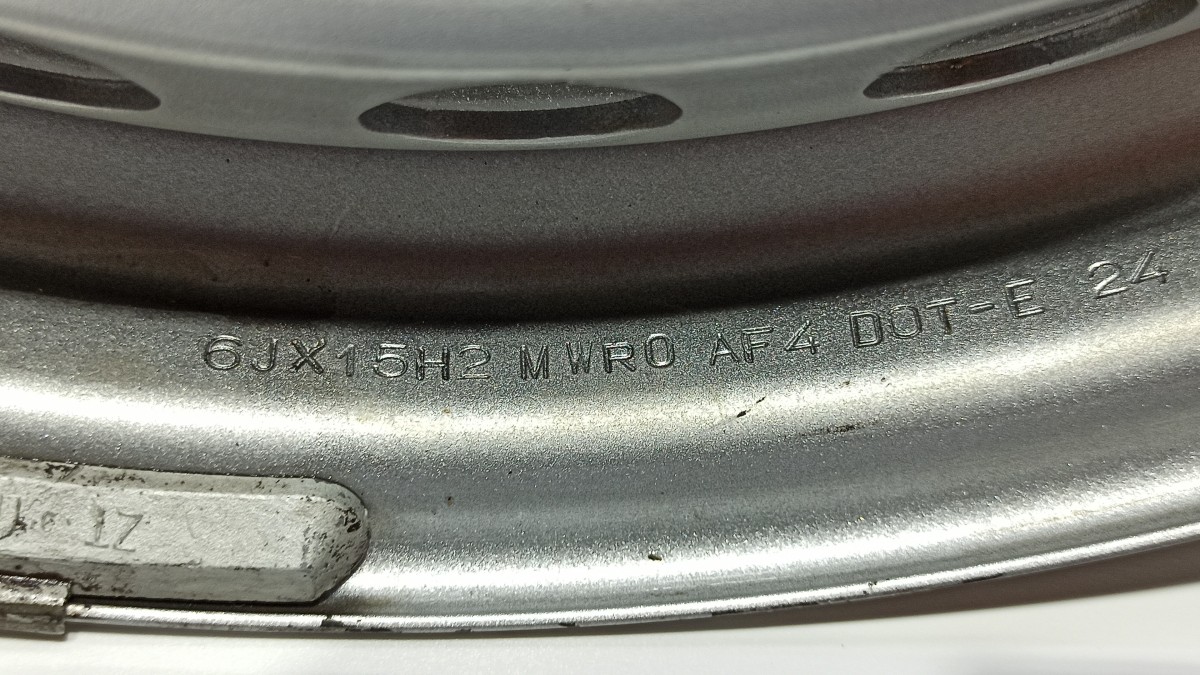 6JX15H2 MWRO AF4 DOT-E 24